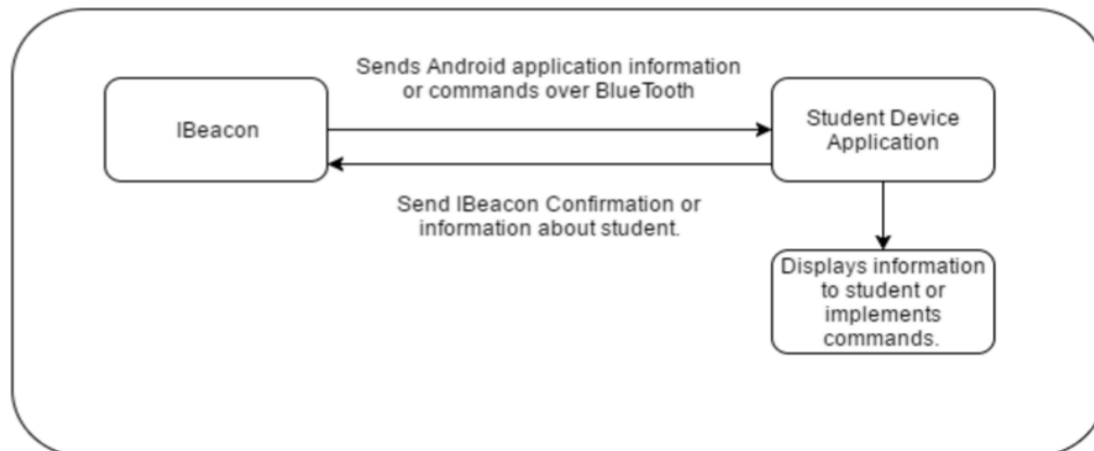 Sends Android application information
or commands over BlueTooth
IBeacon
Student Device
Application
Send IBeacon Confirmation or
information about student.
Displays information
to student or
implements
commands.